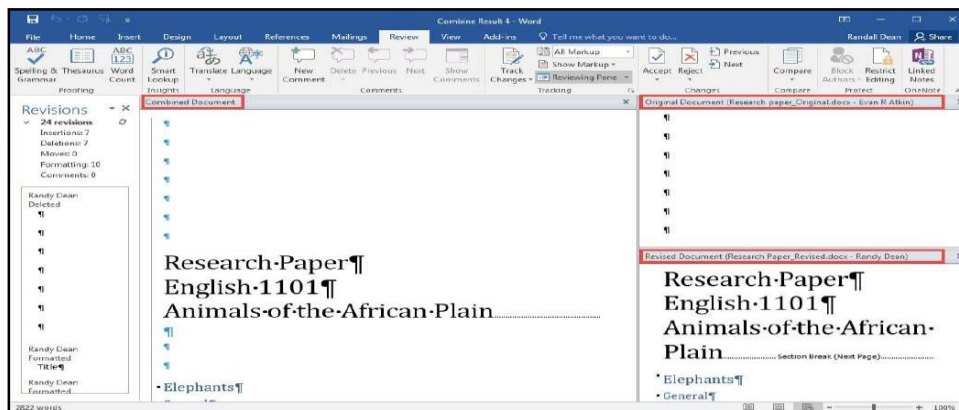 Combine Result 4 - Word
File Home Insert Design Layout References Mailings Review View Add-ins Tell me what you want to do... Randall Dean Share
ABC ABC 123
Spelling & Grammar Thesaurus Word Count Smart Lookup Translate Language New Comment Delete Previous Next Show Comments Track Changes All Markup Show Markup Reviewing Pane Accept Reject Previous Next Compare Block Authors Restrict Editing Linked Notes
Proofing Insights Language Comments Tracking Changes Compare Protect OneNote
Revisions
24 revisions
Insertions: 7
Deletions: 7
Moves: 0
Formatting: 10
Comments: 0
Randy Dean
Deleted
¶
¶
¶
¶
¶
¶
¶
Randy Dean
Formatted
Title¶
Randy Dean
Formatted
Combined Document
¶
¶
¶
¶
¶
¶
¶
Research·Paper¶
English·1101¶
Animals·of·the·African·Plain
¶
¶
¶
Elephants¶
Original Document (Research paper_Original.docx - Evan R Atkin)
¶
¶
¶
¶
¶
¶
¶
Revised Document (Research Paper_Revised.docx - Randy Dean)
Research·Paper¶
English·1101¶
Animals·of·the·African·
Plain Section Break (Next Page)
Elephants¶
General¶
2822 words 100%